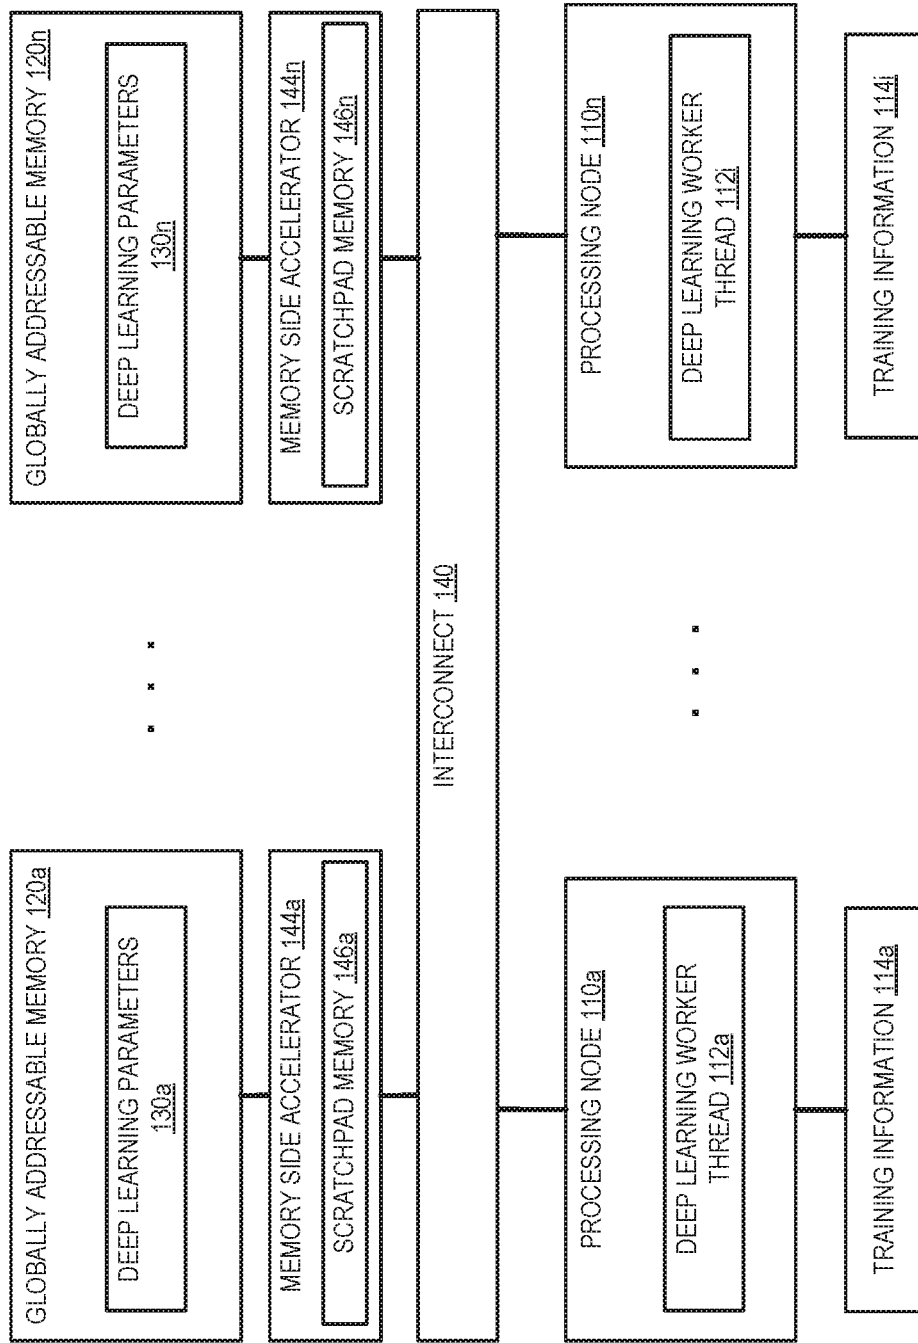 GLOBALLY ADDRESSABLE MEMORY 120a
DEEP LEARNING PARAMETERS
130a
GLOBALLY ADDRESSABLE MEMORY 120n
DEEP LEARNING PARAMETERS
130n
MEMORY SIDE ACCELERATOR 144a
SCRATCHPAD MEMORY 146a
MEMORY SIDE ACCELERATOR 144n
SCRATCHPAD MEMORY 146n
INTERCONNECT 140
PROCESSING NODE 110a
DEEP LEARNING WORKER
THREAD 112a
PROCESSING NODE 110n
DEEP LEARNING WORKER
THREAD 112i
TRAINING INFORMATION 114a
TRAINING INFORMATION 114i